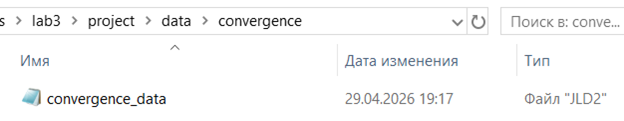 s > lab3 > project > data > convergence
Поиск в: conve...
Имя Дата изменения Тип
convergence_data 29.04.2026 19:17 Файл "JLD2"